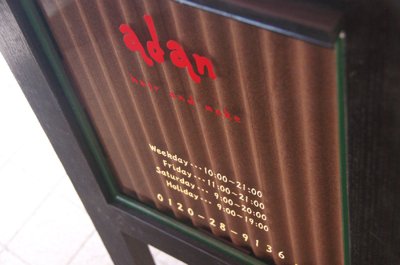 adan
hair and make
Weekday･･･10:00~21:00
Friday･･･11:00~21:00
Saturday･･･9:00~20:00
Holiday･･･9:00~19:00
0120-28-9136